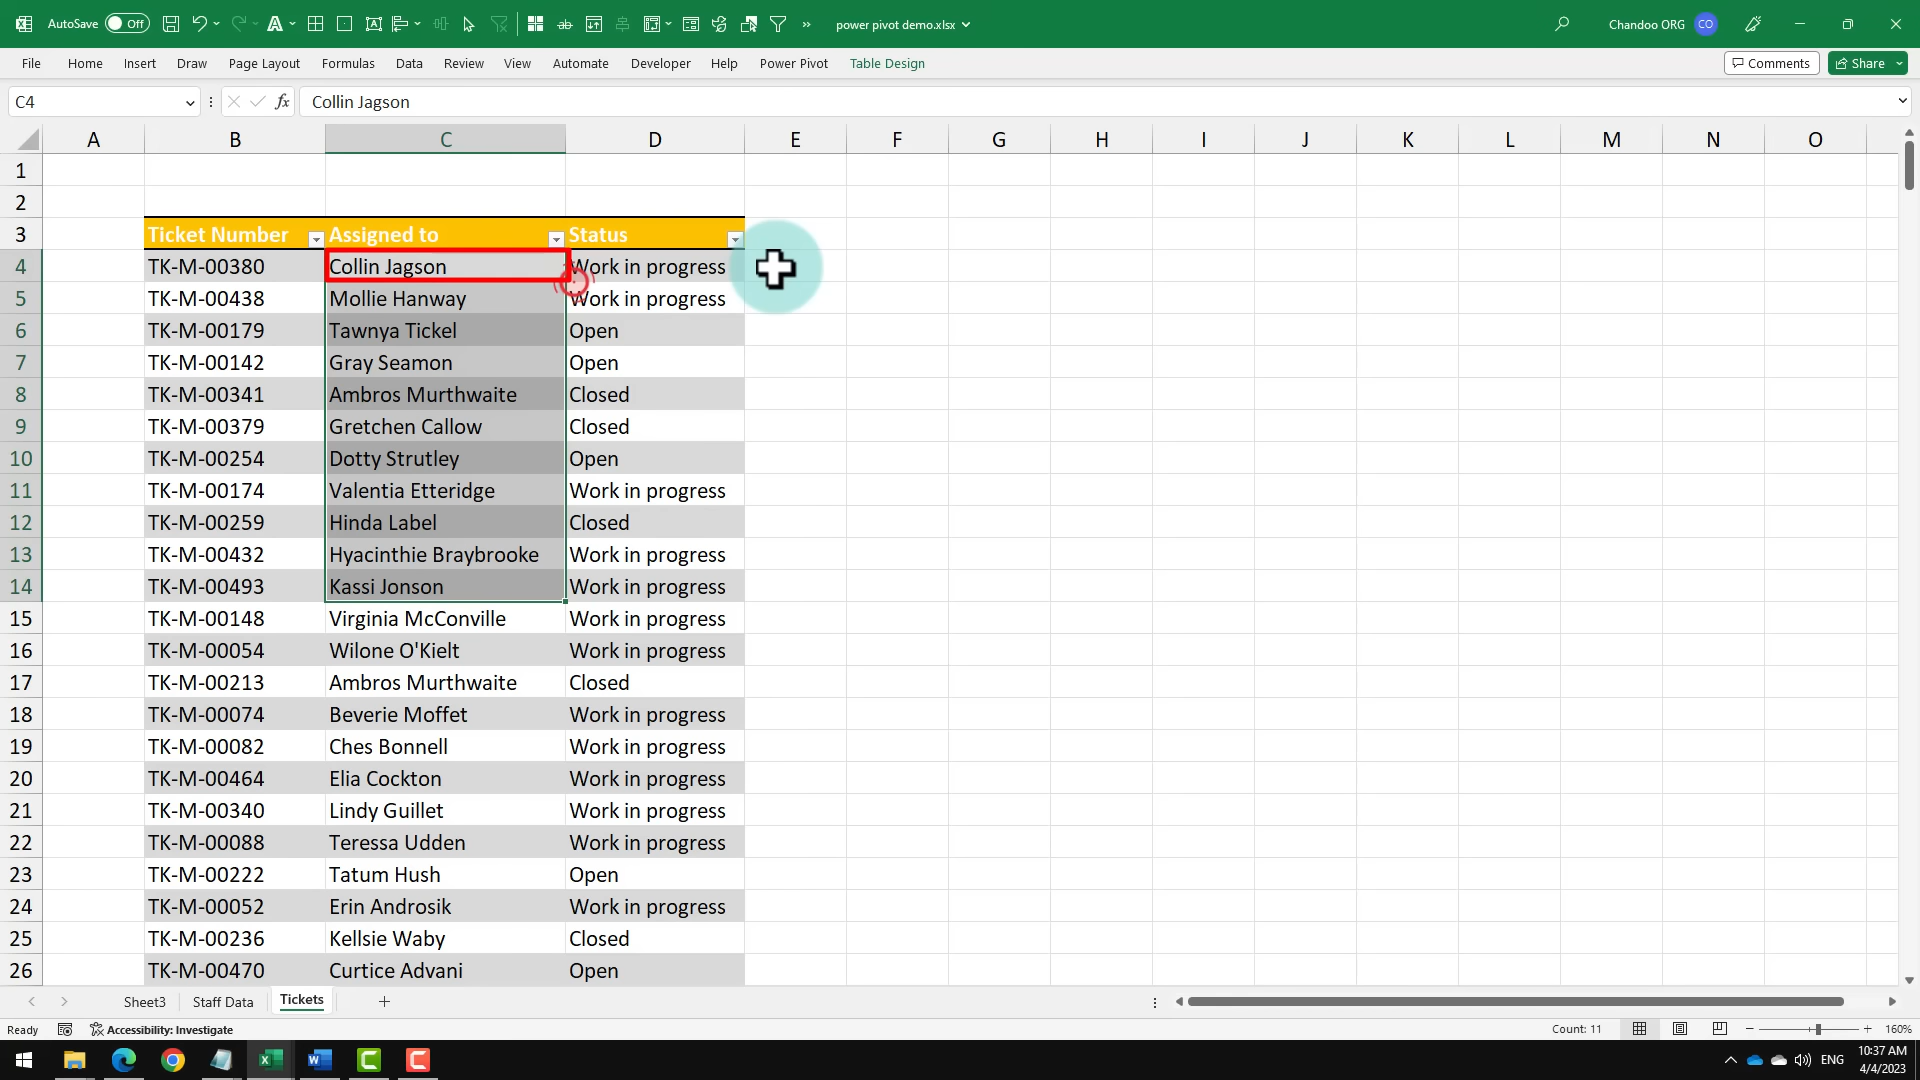 AutoSave Off power pivot demo.xlsx Chandoo ORG CO
File Home Insert Draw Page Layout Formulas Data Review View Automate Developer Help Power Pivot Table Design Comments Share
C4 fx Collin Jagson
A B C D E F G H I J K L M N O
1
2
3 Ticket Number Assigned to Status
4 TK-M-00380 Collin Jagson Work in progress
5 TK-M-00438 Mollie Hanway Work in progress
6 TK-M-00179 Tawnya Tickel Open
7 TK-M-00142 Gray Seamon Open
8 TK-M-00341 Ambros Murthwaite Closed
9 TK-M-00379 Gretchen Callow Closed
10 TK-M-00254 Dotty Strutley Open
11 TK-M-00174 Valentia Etteridge Work in progress
12 TK-M-00259 Hinda Label Closed
13 TK-M-00432 Hyacinthie Braybrooke Work in progress
14 TK-M-00493 Kassi Jonson Work in progress
15 TK-M-00148 Virginia McConville Work in progress
16 TK-M-00054 Wilone O'Kielt Work in progress
17 TK-M-00213 Ambros Murthwaite Closed
18 TK-M-00074 Beverie Moffet Work in progress
19 TK-M-00082 Ches Bonnell Work in progress
20 TK-M-00464 Elia Cockton Work in progress
21 TK-M-00340 Lindy Guillet Work in progress
22 TK-M-00088 Teressa Udden Work in progress
23 TK-M-00222 Tatum Hush Open
24 TK-M-00052 Erin Androsik Work in progress
25 TK-M-00236 Kellsie Waby Closed
26 TK-M-00470 Curtice Advani Open
Sheet3 Staff Data Tickets
Ready Accessibility: Investigate Count: 11 160%
ENG 10:37 AM
4/4/2023